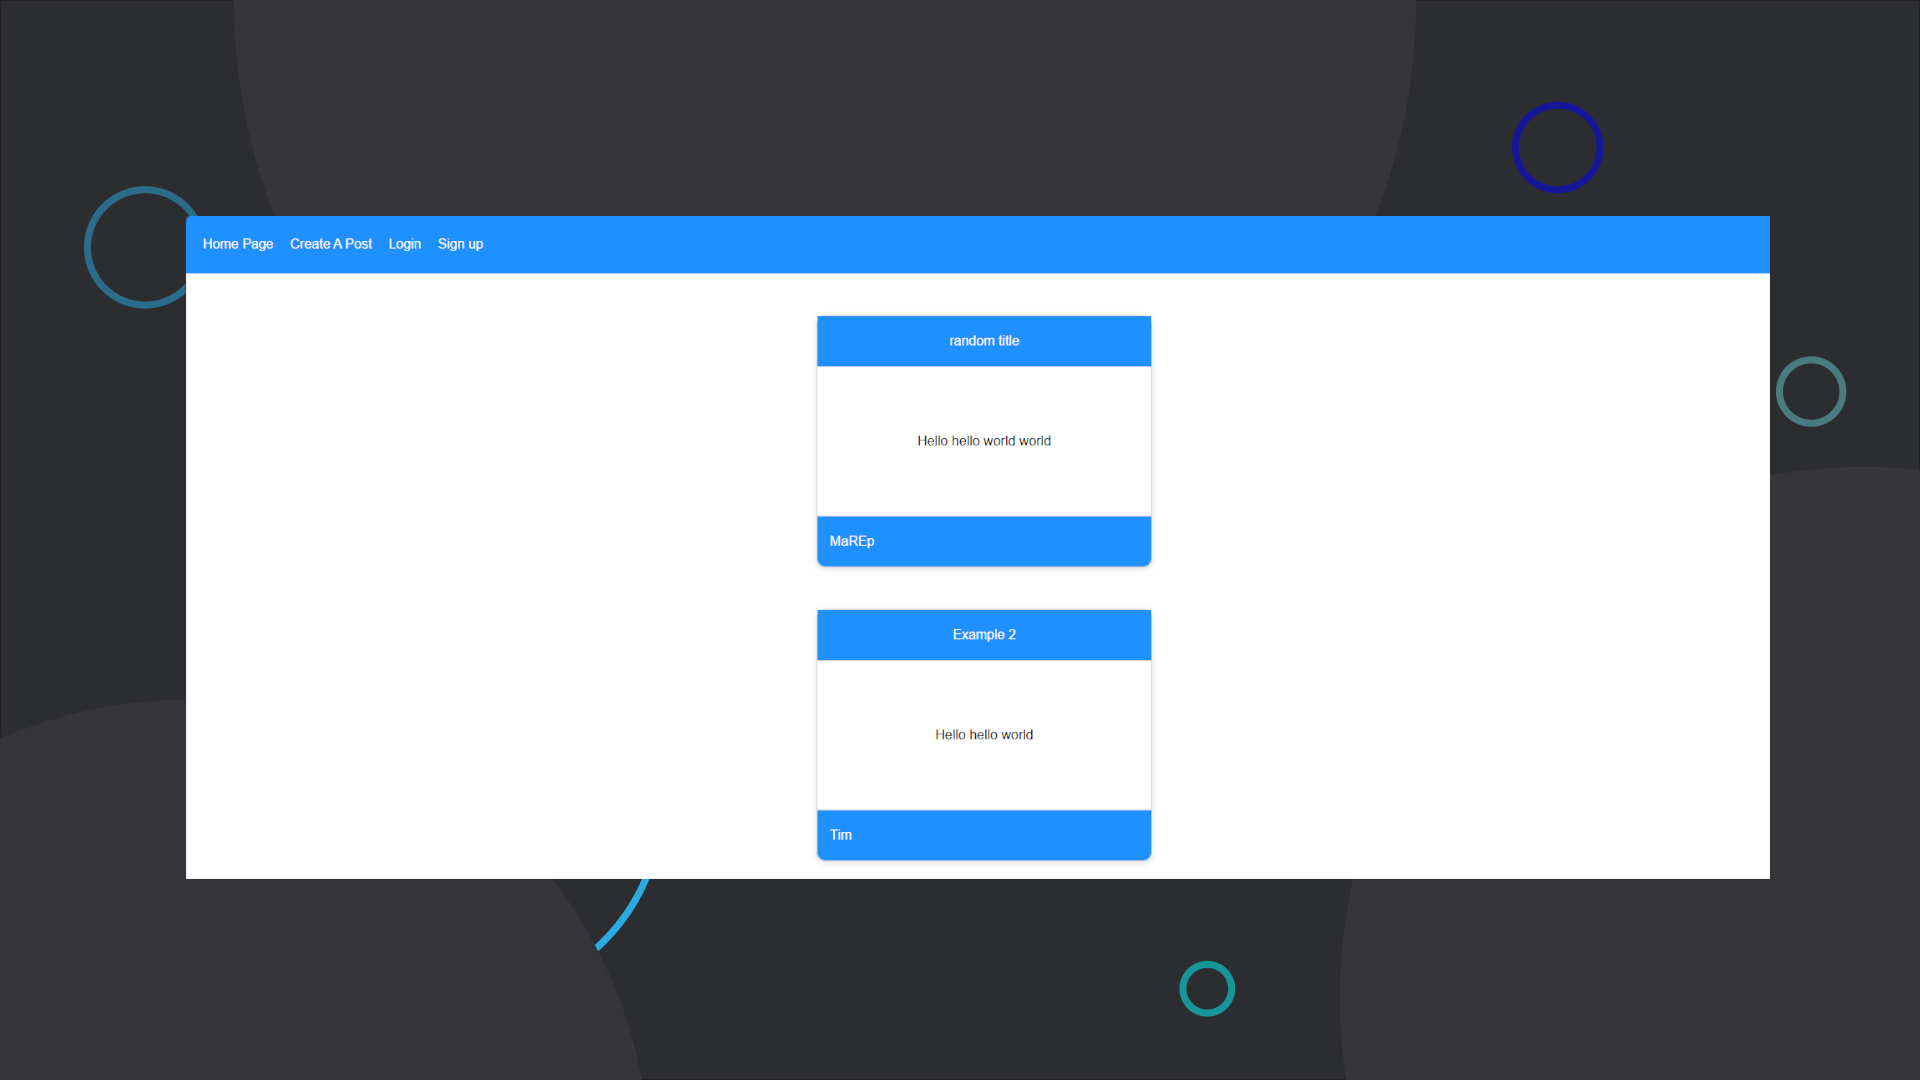 Home Page Create A Post Login Sign up
random title
Hello hello world world
MaREp
Example 2
Hello hello world
Tim